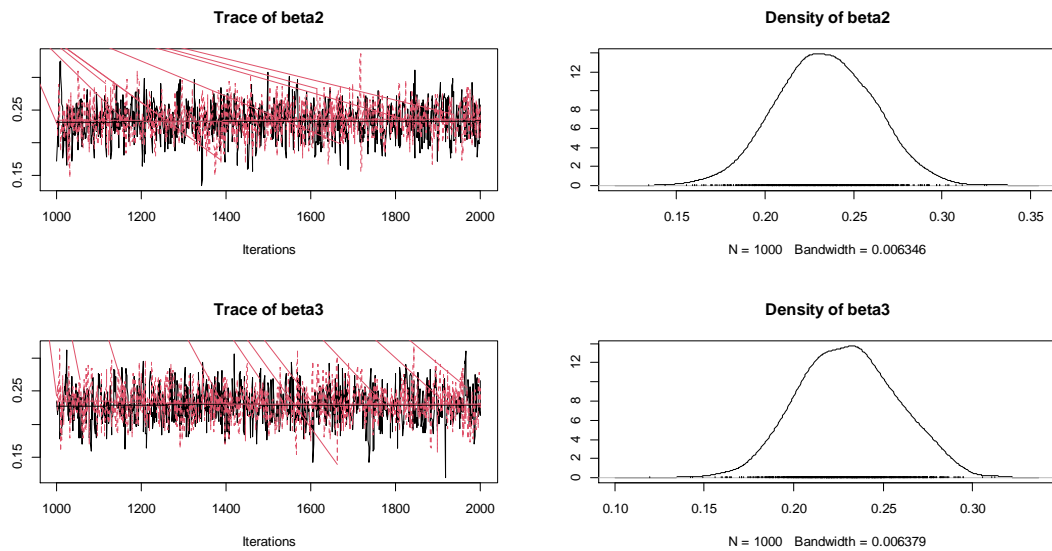 Trace of beta2
0.25
0.15
1000 1200 1400 1600 1800 2000
Iterations
Density of beta2
12
8
6
4
2
0
0.15 0.20 0.25 0.30 0.35
N = 1000 Bandwidth = 0.006346
Trace of beta3
0.25
0.15
1000 1200 1400 1600 1800 2000
Iterations
Density of beta3
12
8
6
4
2
0
0.10 0.15 0.20 0.25 0.30
N = 1000 Bandwidth = 0.006379